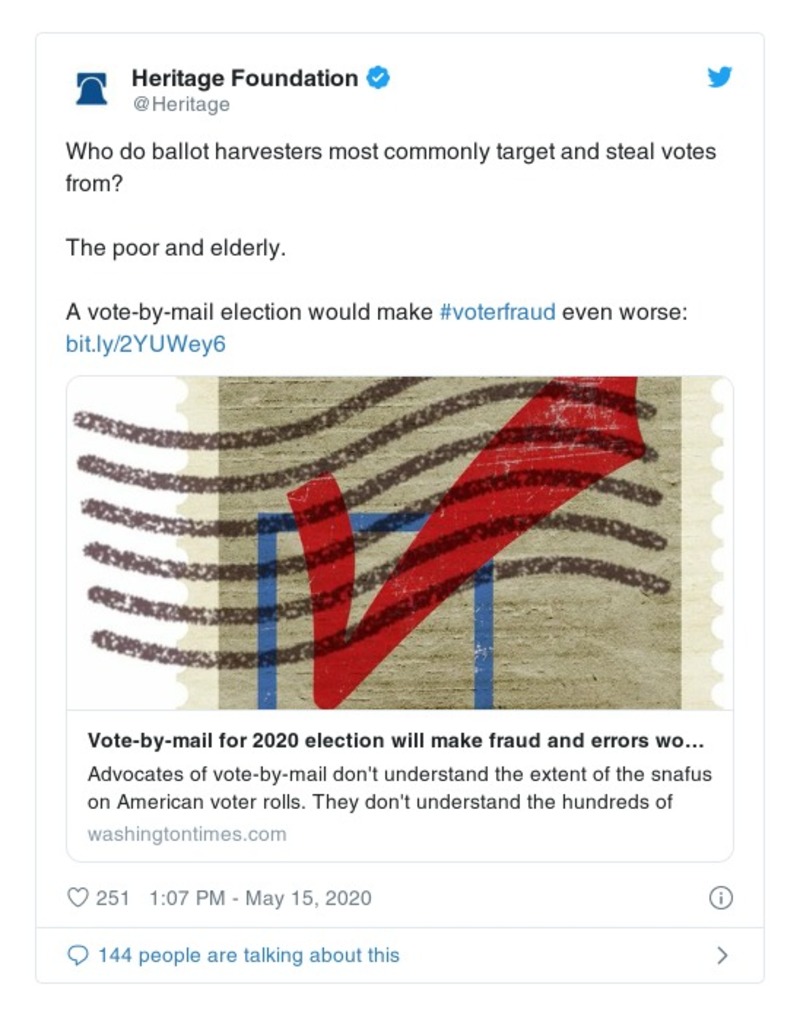 Heritage Foundation
@Heritage
Who do ballot harvesters most commonly target and steal votes
from?
The poor and elderly.
A vote-by-mail election would make #voterfraud even worse:
bit.ly/2YUWey6
Vote-by-mail for 2020 election will make fraud and errors wo...
Advocates of vote-by-mail don't understand the extent of the snafus
on American voter rolls. They don't understand the hundreds of
washingtontimes.com
251 1:07 PM - May 15, 2020
144 people are talking about this